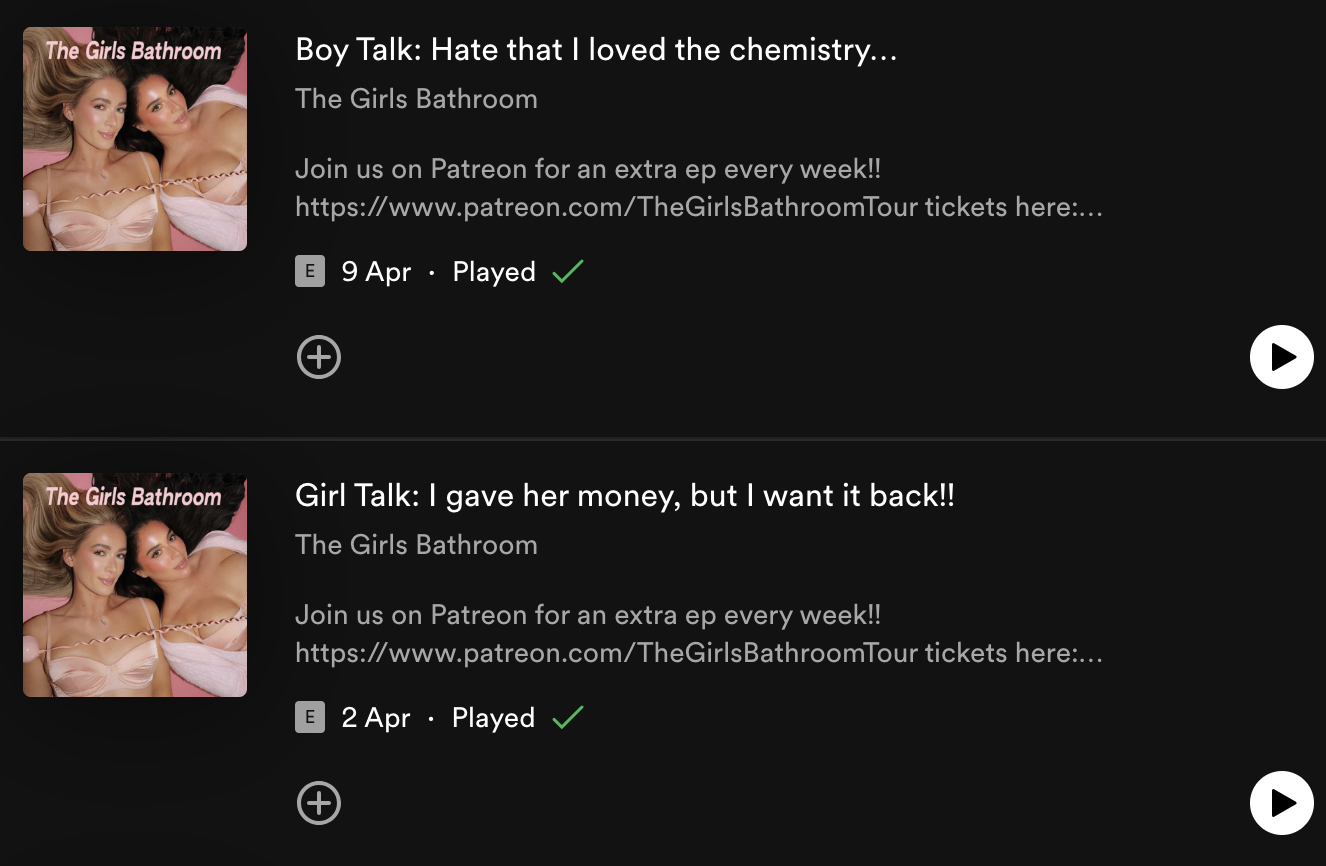 The Girls Bathroom
Boy Talk: Hate that I loved the chemistry…
The Girls Bathroom
Join us on Patreon for an extra ep every week!!
https://www.patreon.com/TheGirlsBathroomTour tickets here:…
E 9 Apr · Played
The Girls Bathroom
Girl Talk: I gave her money, but I want it back!!
The Girls Bathroom
Join us on Patreon for an extra ep every week!!
https://www.patreon.com/TheGirlsBathroomTour tickets here:…
E 2 Apr · Played